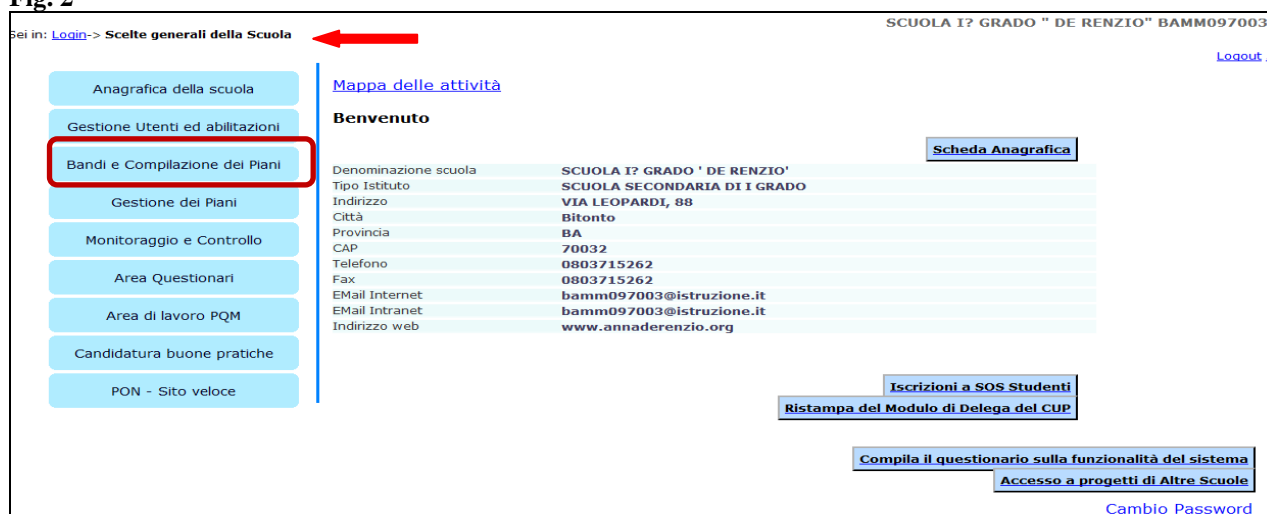 Fig. 2
SCUOLA I? GRADO " DE RENZIO" BAMM097003
Sei in: Login-> Scelte generali della Scuola
Logout
Anagrafica della scuola
Gestione Utenti ed abilitazioni
Bandi e Compilazione dei Piani
Gestione dei Piani
Monitoraggio e Controllo
Area Questionari
Area di lavoro PQM
Candidatura buone pratiche
PON - Sito veloce
Mappa delle attività
Benvenuto
Scheda Anagrafica
Denominazione scuola SCUOLA I? GRADO ' DE RENZIO'
Tipo Istituto SCUOLA SECONDARIA DI I GRADO
Indirizzo VIA LEOPARDI, 88
Città Bitonto
Provincia BA
CAP 70032
Telefono 0803715262
Fax 0803715262
EMail Internet bamm097003@istruzione.it
EMail Intranet bamm097003@istruzione.it
Indirizzo web www.annaderenzio.org
Iscrizioni a SOS Studenti
Ristampa del Modulo di Delega del CUP
Compila il questionario sulla funzionalità del sistema
Accesso a progetti di Altre Scuole
Cambio Password